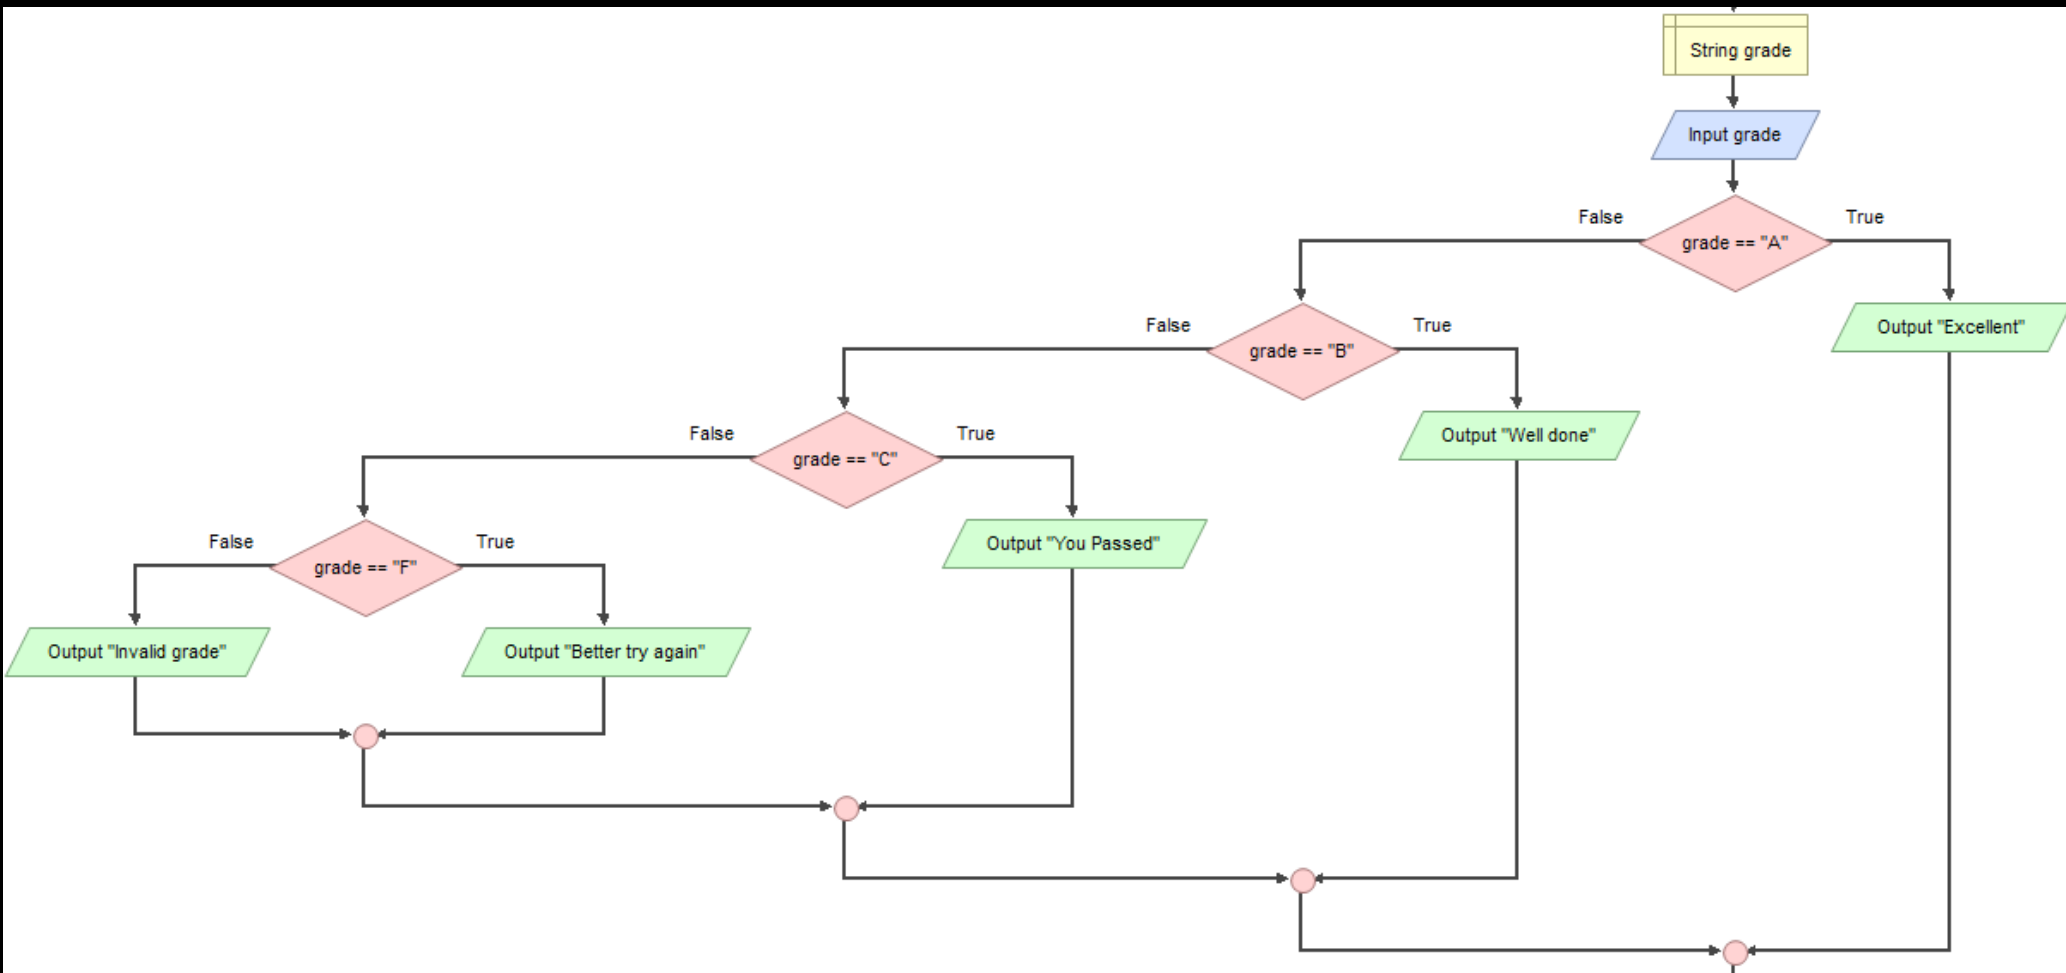 String grade
Input grade
False
True
grade == "A"
False
True
Output "Excellent"
grade == "B"
False
True
Output "Well done"
grade == "C"
False
True
Output "You Passed"
grade == "F"
Output "Invalid grade"
Output "Better try again"